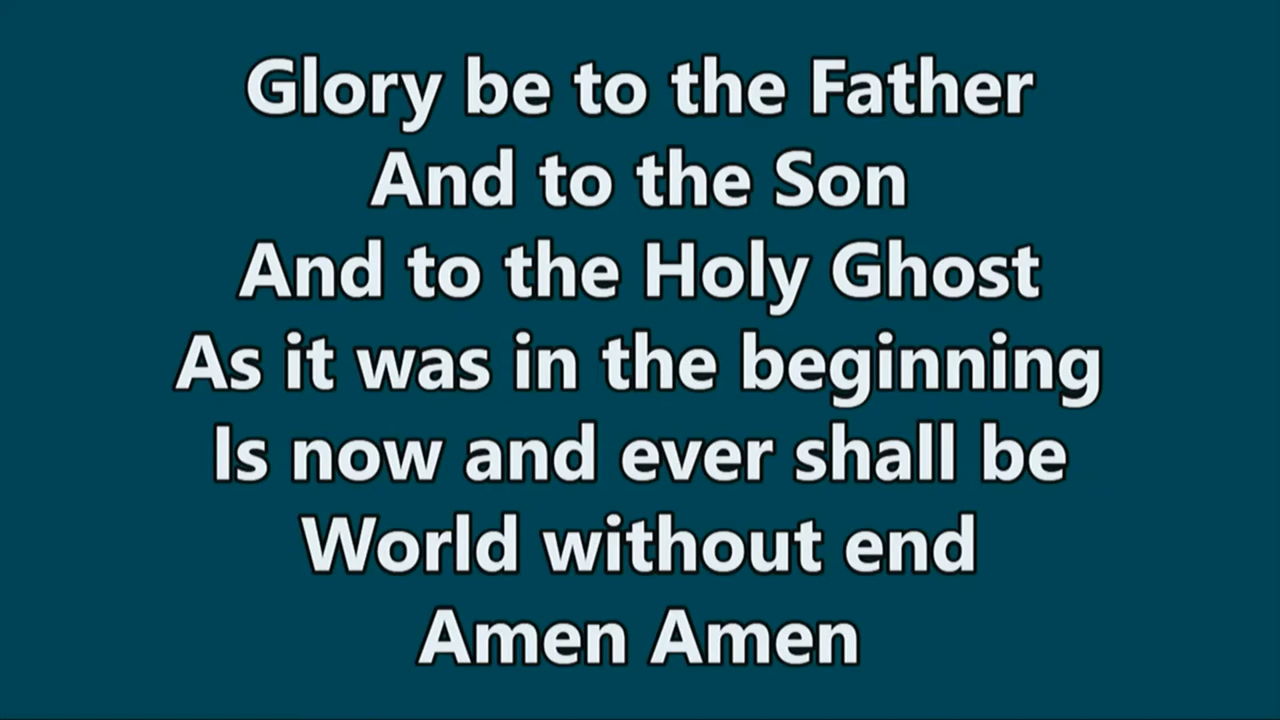 Glory be to the Father
And to the Son
And to the Holy Ghost
As it was in the beginning
Is now and ever shall be
World without end
Amen Amen